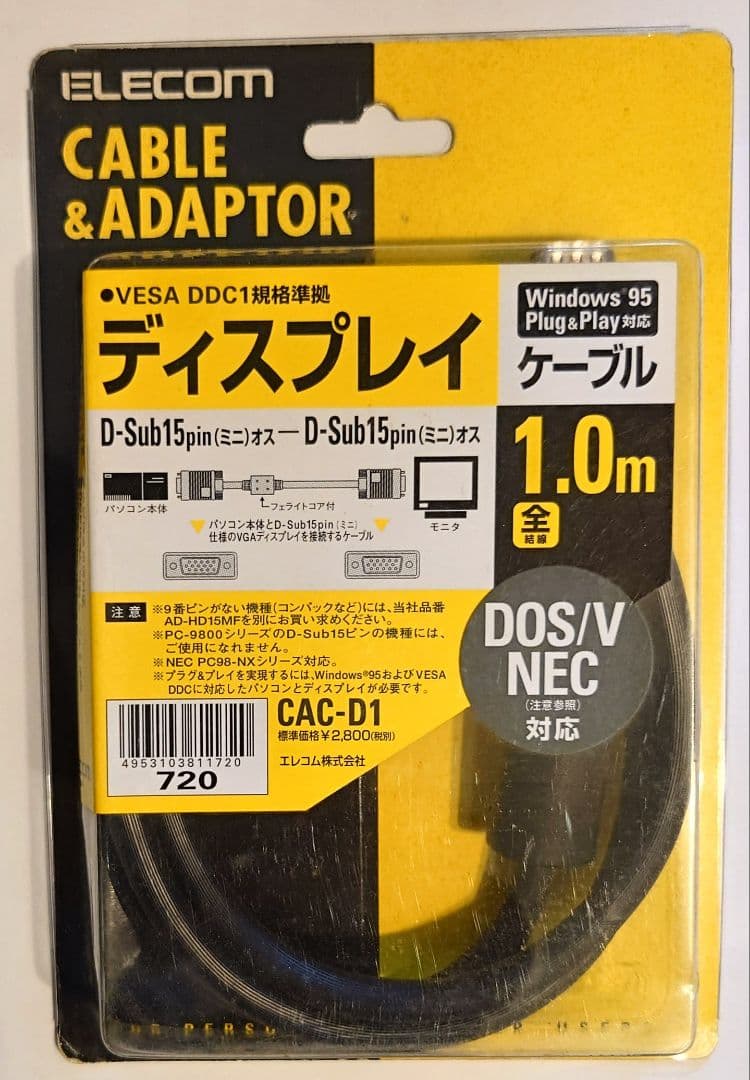 ELECOM
CABLE
& ADAPTOR
●VESA DDC1規格準拠
ディスプレイ
Windows®95
Plug&Play対応
ケーブル
D-Sub15pin(ミニ)オス―D-Sub15pin(ミニ)オス
1.0m
全
結線
パソコン本体
フェライトコア付
モニタ
パソコン本体とD-Sub15pin(ミニ)
仕様のVGAディスプレイを接続するケーブル
注意
※9番ピンがない機種(コンパックなど)には、当社品番
AD-HD15MFを別にお買い求めください。
※PC-9800シリーズのD-Sub15ピンの機種には、
ご使用になれません。
※NEC PC98-NXシリーズ対応。
※プラグ&プレイを実現するには、Windows®95およびVESA
DDCに対応したパソコンとディスプレイが必要です。
DOS/V
NEC
(注意参照)
対応
CAC-D1
標準価格¥2,800(税別)
エレコム株式会社
4953103811720
720